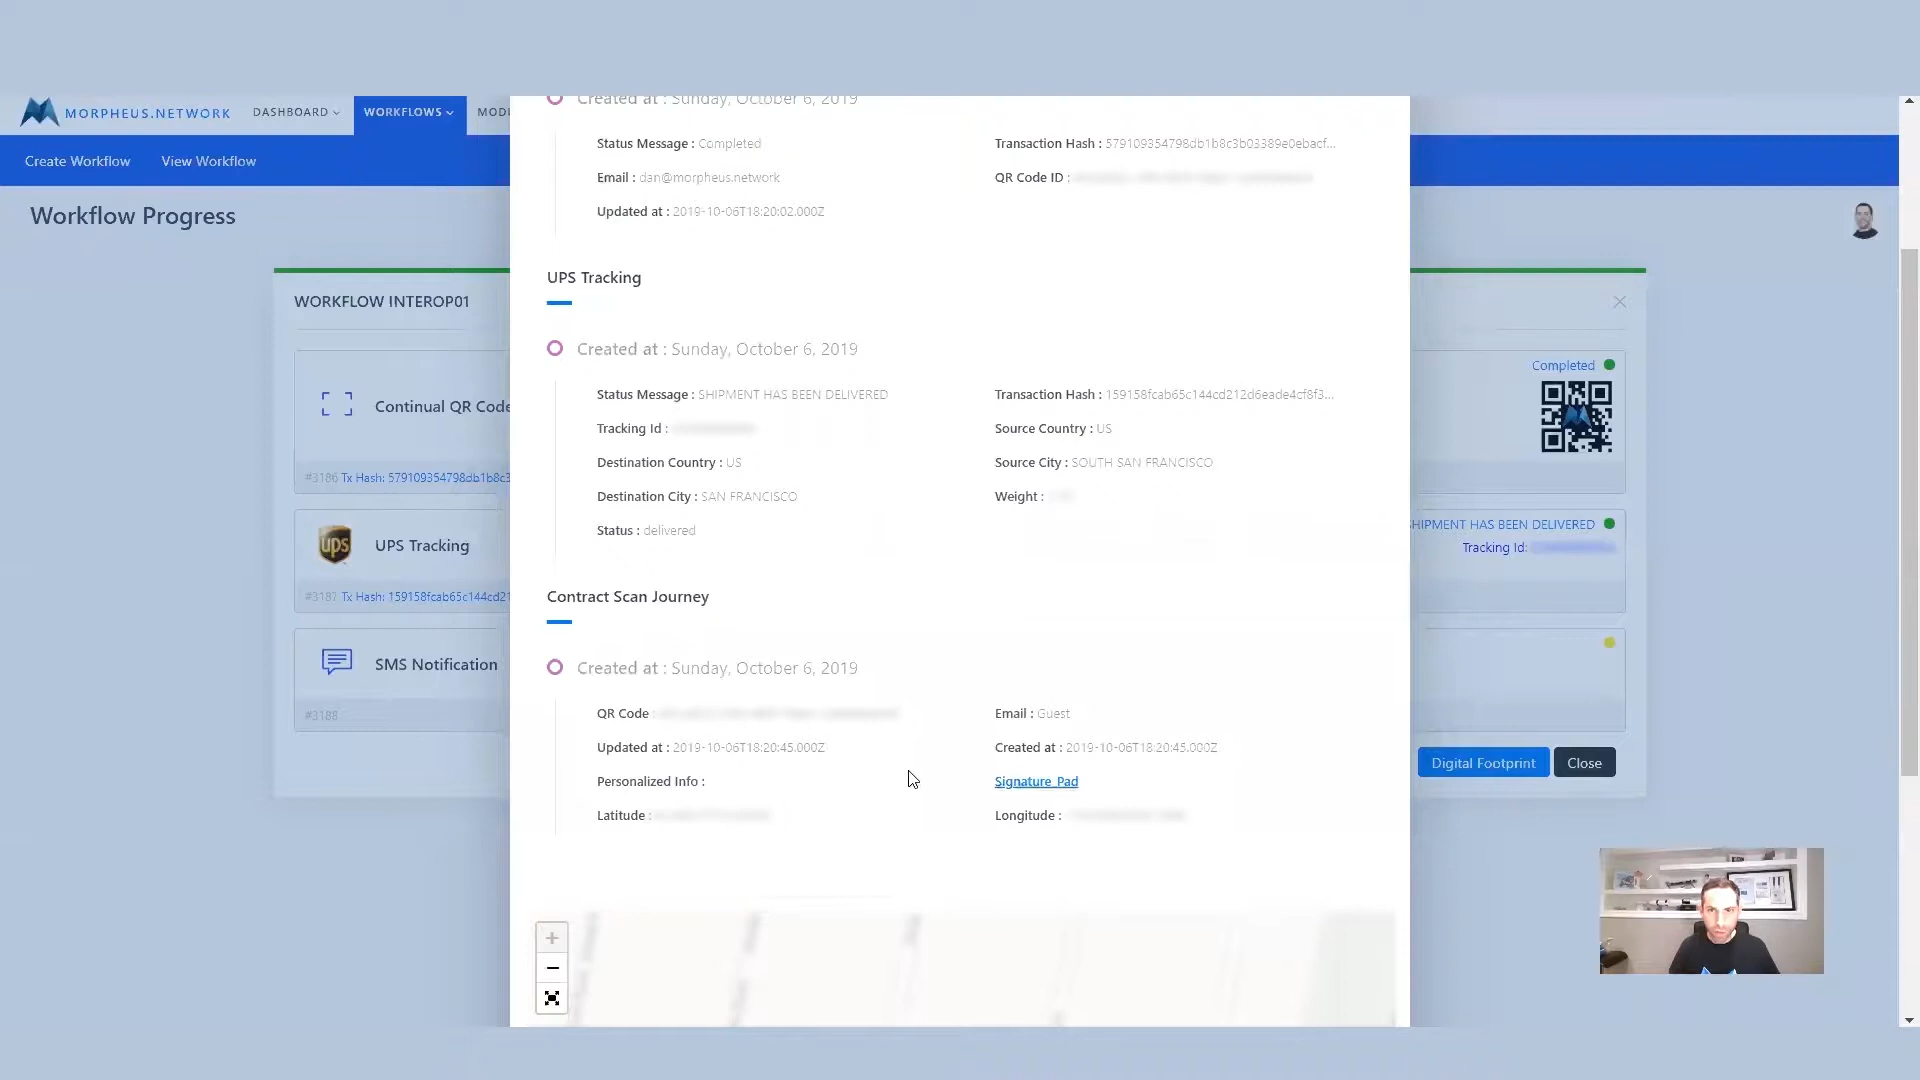 MORPHEUS.NETWORK DASHBOARD WORKFLOWS MODU
Create Workflow View Workflow
Workflow Progress
WORKFLOW INTEROP01
Continual QR Code
#3186 Tx Hash: 579109354798db1b8c3
ups UPS Tracking
#3187 Tx Hash: 159158fcab65c144cd21
SMS Notification
#3188
Created at : Sunday, October 6, 2019
Status Message : Completed
Transaction Hash : 579109354798db1b8c3b03389e0ebacf...
Email : dan@morpheus.network
QR Code ID :
Updated at : 2019-10-06T18:20:02.000Z
UPS Tracking
Created at : Sunday, October 6, 2019
Status Message : SHIPMENT HAS BEEN DELIVERED
Transaction Hash : 159158fcab65c144cd212d6eade4cf8f3...
Tracking Id :
Source Country : US
Destination Country : US
Source City : SOUTH SAN FRANCISCO
Destination City : SAN FRANCISCO
Weight :
Status : delivered
Contract Scan Journey
Created at : Sunday, October 6, 2019
QR Code
Email : Guest
Updated at : 2019-10-06T18:20:45.000Z
Created at : 2019-10-06T18:20:45.000Z
Personalized Info :
Signature_Pad
Latitude :
Longitude :
+
−
Completed
SHIPMENT HAS BEEN DELIVERED
Tracking Id:
Digital Footprint Close